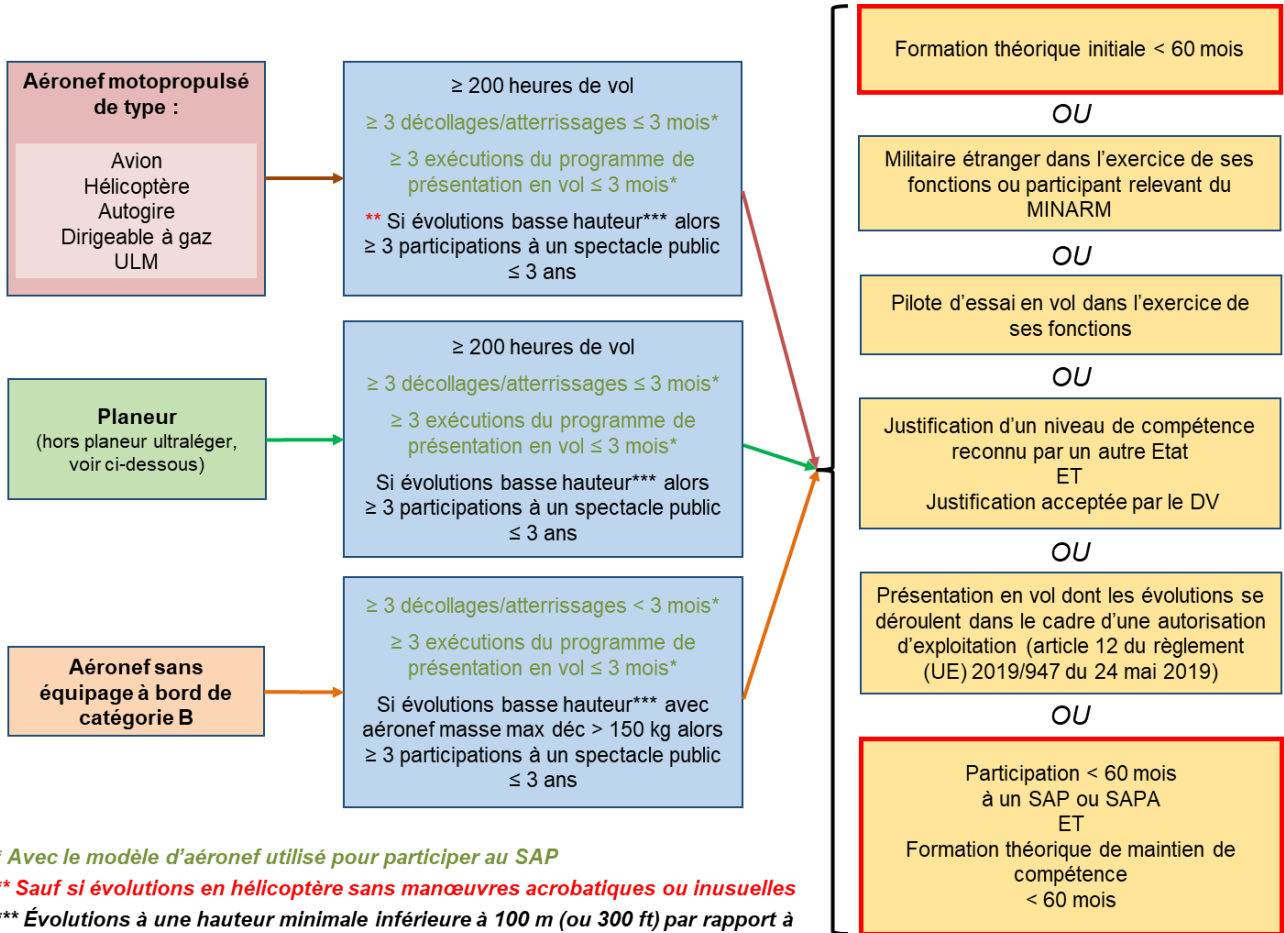 Aéronef motopropulsé
de type :
Avion
Hélicoptère
Autogire
Dirigeable à gaz
ULM
≥ 200 heures de vol
≥ 3 décollages/atterrissages ≤ 3 mois*
≥ 3 exécutions du programme de
présentation en vol ≤ 3 mois*
** Si évolutions basse hauteur*** alors
≥ 3 participations à un spectacle public
≤ 3 ans
Planeur
(hors planeur ultraléger,
voir ci-dessous)
≥ 200 heures de vol
≥ 3 décollages/atterrissages ≤ 3 mois*
≥ 3 exécutions du programme de
présentation en vol ≤ 3 mois*
Si évolutions basse hauteur*** alors
≥ 3 participations à un spectacle public
≤ 3 ans
Aéronef sans
équipage à bord de
catégorie B
≥ 3 décollages/atterrissages < 3 mois*
≥ 3 exécutions du programme de
présentation en vol ≤ 3 mois*
Si évolutions basse hauteur*** avec
aéronef masse max déc > 150 kg alors
≥ 3 participations à un spectacle public
≤ 3 ans
Formation théorique initiale < 60 mois
OU
Militaire étranger dans l’exercice de ses
fonctions ou participant relevant du
MINARM
OU
Pilote d’essai en vol dans l’exercice de
ses fonctions
OU
Justification d’un niveau de compétence
reconnu par un autre Etat
ET
Justification acceptée par le DV
OU
Présentation en vol dont les évolutions se
déroulent dans le cadre d’une autorisation
d’exploitation (article 12 du règlement
(UE) 2019/947 du 24 mai 2019)
OU
Participation < 60 mois
à un SAP ou SAPA
ET
Formation théorique de maintien de
compétence
< 60 mois
* Avec le modèle d’aéronef utilisé pour participer au SAP
** Sauf si évolutions en hélicoptère sans manœuvres acrobatiques ou inusuelles
*** Évolutions à une hauteur minimale inférieure à 100 m (ou 300 ft) par rapport à